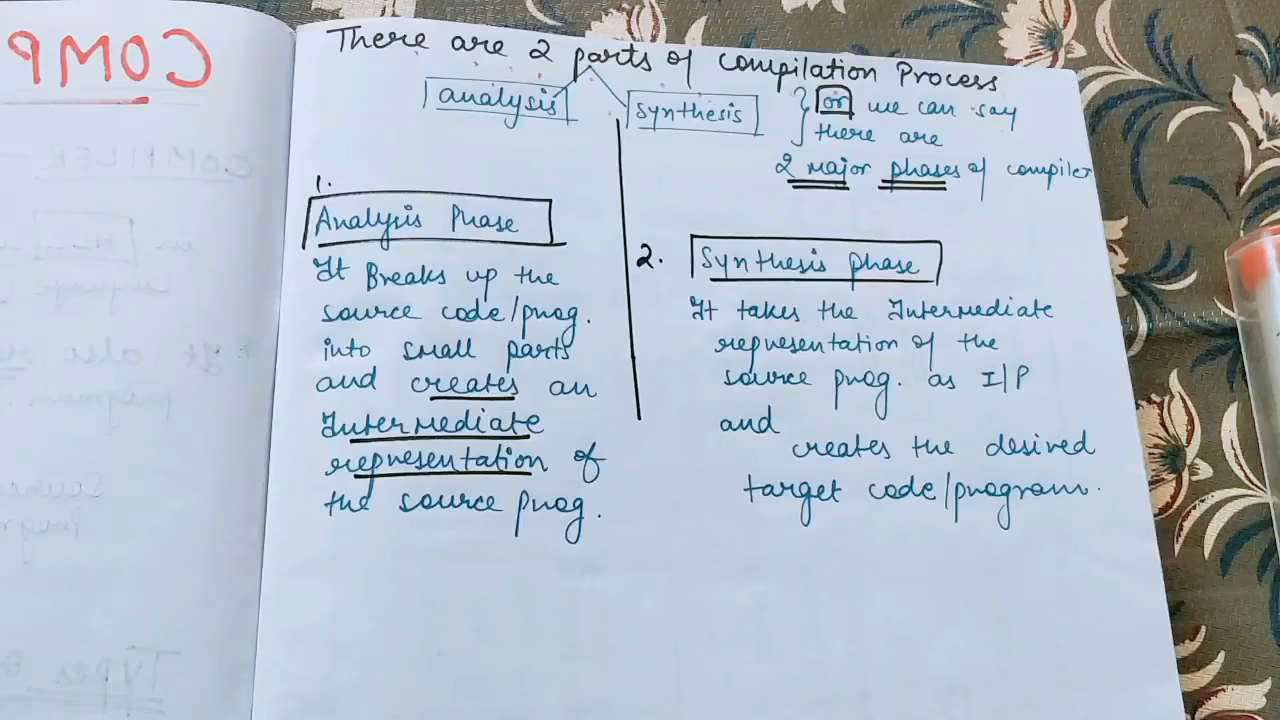 There are 2 parts of Compilation Process
analysis
Synthesis
or we can say
there are
2 major phases of compiler
1.
Analysis Phase
It Breaks up the
source code/prog.
into small parts
and creates an
Intermediate
representation of
the source prog.
2. Synthesis phase
It takes the Intermediate
representation of the
source prog. as I/P
and
creates the desired
target code/program.
COMP
COMPILER -